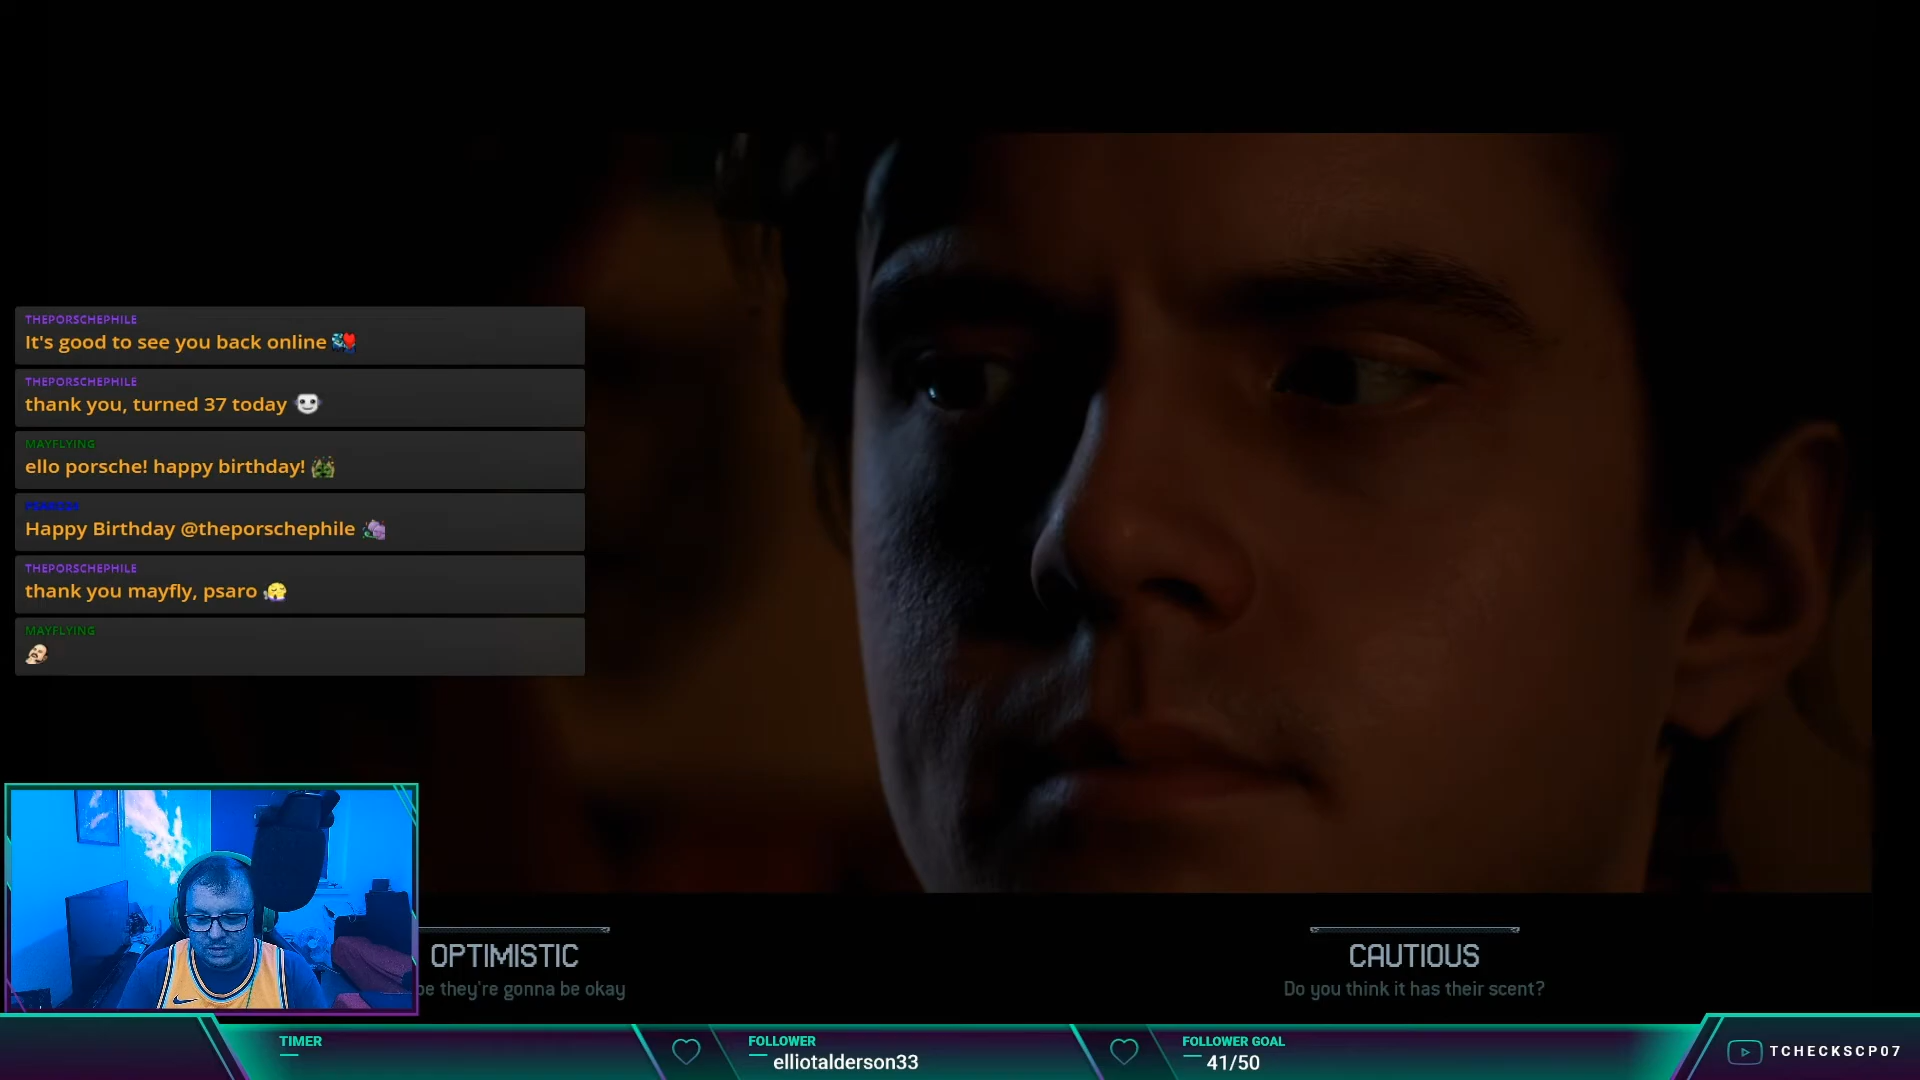 THEPORSCHEPHILE
It's good to see you back online
THEPORSCHEPHILE
thank you, turned 37 today
MAYFLYING
ello porsche! happy birthday!
Happy Birthday @theporschephile
THEPORSCHEPHILE
thank you mayfly, psaro
MAYFLYING
OPTIMISTIC
be they're gonna be okay
CAUTIOUS
Do you think it has their scent?
TIMER
FOLLOWER
elliotalderson33
FOLLOWER GOAL
41/50
TCHECKSCP07